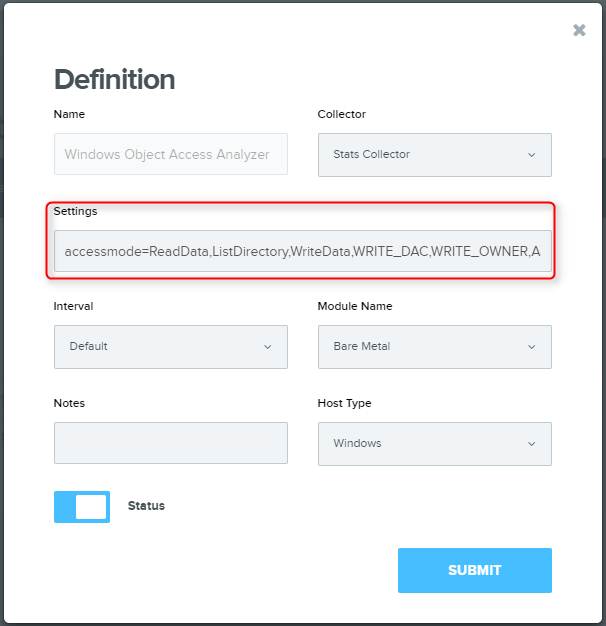 Definition
Name
Collector
Windows Object Access Analyzer
Stats Collector
Settings
accessmode=ReadData,ListDirectory,WriteData,WRITE_DAC,WRITE_OWNER,A
Interval
Module Name
Default
Bare Metal
Notes
Host Type
Windows
Status
SUBMIT